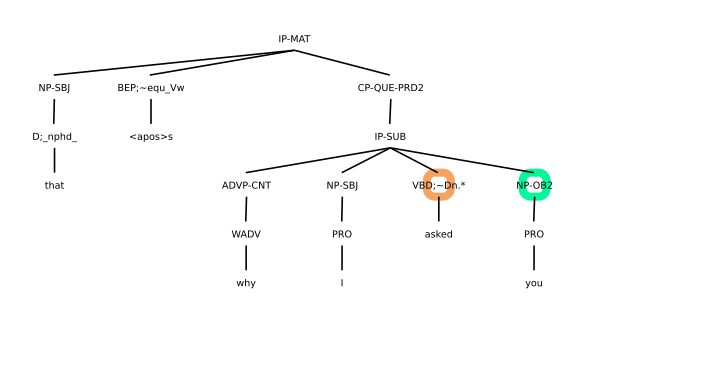 IP-MAT
NP-SBJ BEP;~equ_Vw CP-QUE-PRD2
D;_nphd_ <apos>s IP-SUB
that ADVP-CNT NP-SBJ VBD;~Dn.* NP-OB2
WADV PRO asked PRO
why I you